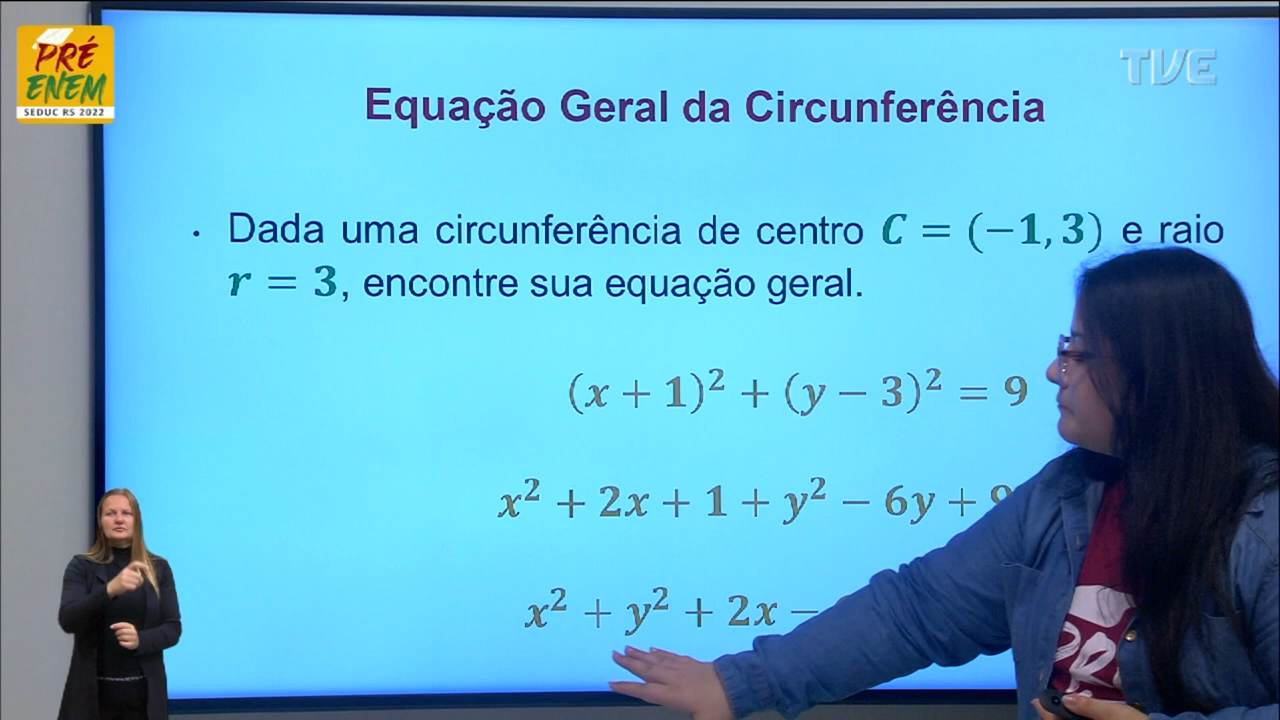 PRÉ
ENEM
SEDUC RS 2022
TVE
Equação Geral da Circunferência
• Dada uma circunferência de centro C = (−1, 3) e raio
r = 3, encontre sua equação geral.
(x + 1)² + (y − 3)² = 9
x² + 2x + 1 + y² − 6y + 9
x² + y² + 2x −